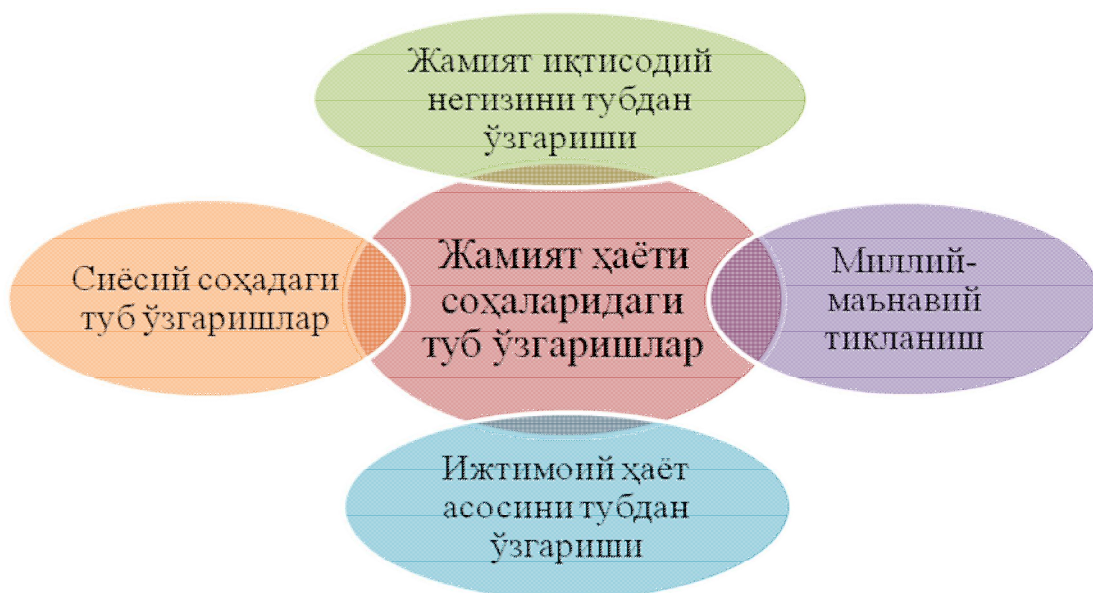 Жамият иқтисодий
негизини тубдан
ўзгариши
Сиёсий соҳадаги
туб ўзгаришлар
Жамият ҳаёти
соҳаларидаги
туб ўзгаришлар
Миллий-
маънавий
тикланиш
Ижтимоий ҳаёт
асосини тубдан
ўзгариши